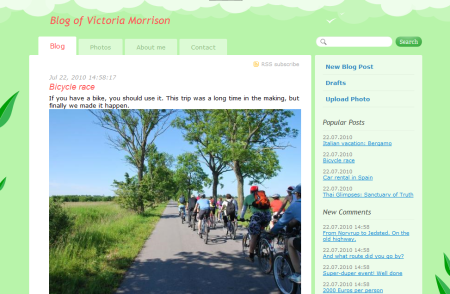 Blog of Victoria Morrison
Blog
Photos
About me
Contact
Search
RSS subscribe
Jul 22, 2010 14:58:17
Bicycle race
If you have a bike, you should use it. This trip was a long time in the making, but
finally we made it happen.
New Blog Post
Drafts
Upload Photo
Popular Posts
22.07.2010
Italian vacation: Bergamo
22.07.2010
Bicycle race
22.07.2010
Car rental in Spain
22.07.2010
Thai Glimpses: Sanctuary of Truth
New Comments
22.07.2010 14:58
From Norvrup to Jadsted. On the
old highway.
22.07.2010 14:58
And what route did you go by?
22.07.2010 14:58
Super-duper event! Well done
22.07.2010 14:58
2000 Euros per person